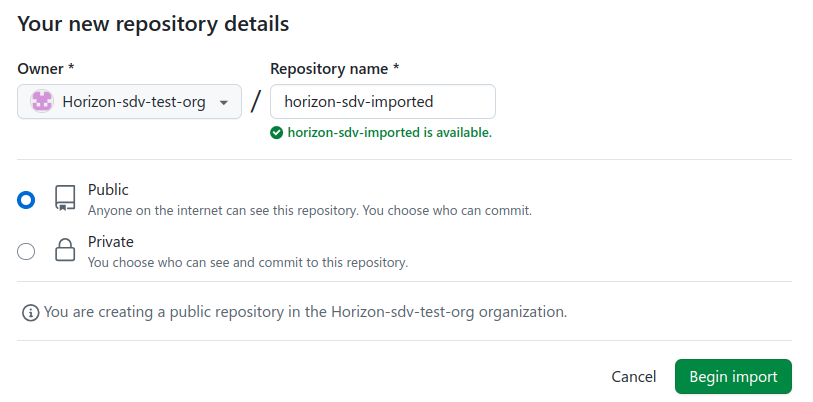 Your new repository details
Owner * Repository name *
Horizon-sdv-test-org / horizon-sdv-imported
horizon-sdv-imported is available.
Public
Anyone on the internet can see this repository. You choose who can commit.
Private
You choose who can see and commit to this repository.
You are creating a public repository in the Horizon-sdv-test-org organization.
Cancel Begin import